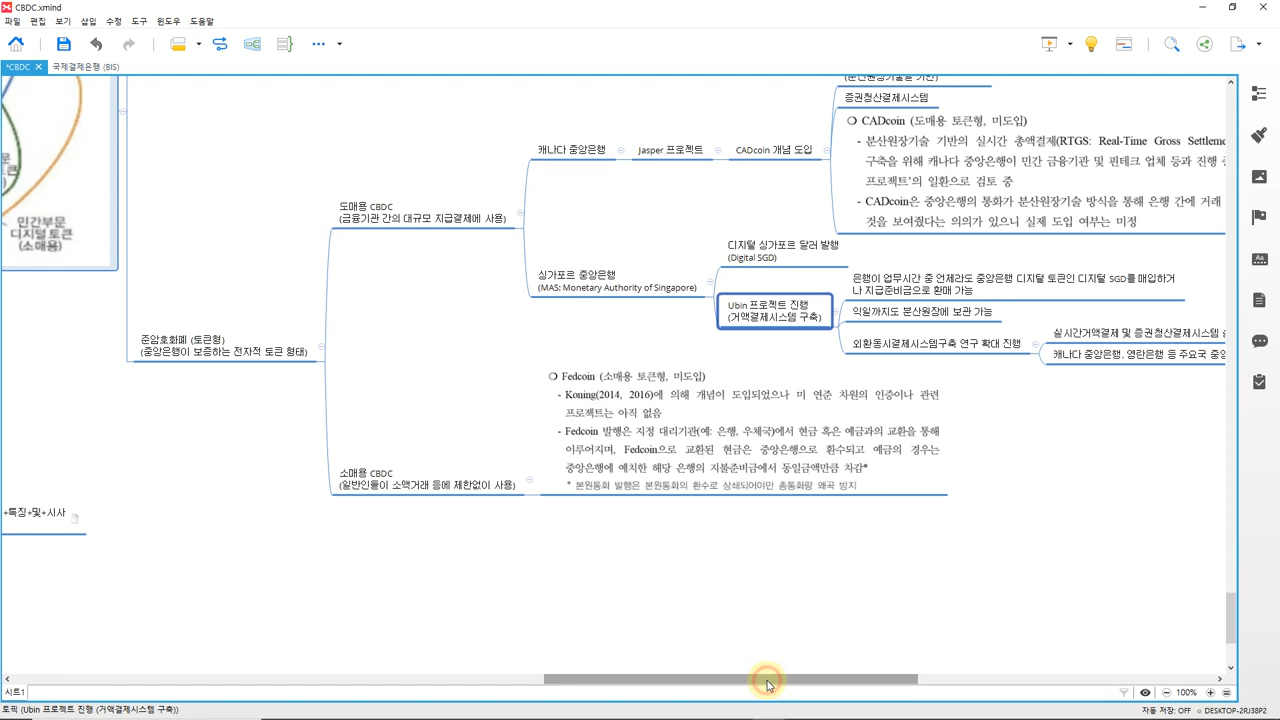 CBDC.xmind
파일 편집 보기 삽입 수정 도구 윈도우 도움말
*CBDC
국제결제은행 (BIS)
증권청산결제시스템
CADcoin (도매용 토큰형, 미도입)
- 분산원장기술 기반의 실시간 총액결제(RTGS: Real-Time Gross Settleme
구축을 위해 캐나다 중앙은행이 민간 금융기관 및 핀테크 업체 등과 진행
프로젝트'의 일환으로 검토 중
- CADcoin은 중앙은행의 통화가 분산원장기술 방식을 통해 은행 간에 거래
것을 보여줬다는 의의가 있으니 실제 도입 여부는 미정
캐나다 중앙은행
Jasper 프로젝트
CADcoin 개념 도입
도매용 CBDC
(금융기관 간의 대규모 지급결제에 사용)
민간부문
디지털 토큰
(소매용)
디지털 싱가포르 달러 발행
(Digital SGD)
싱가포르 중앙은행
(MAS: Monetary Authority of Singapore)
Ubin 프로젝트 진행
(거액결제시스템 구축)
은행이 업무시간 중 언제라도 중앙은행 디지털 토큰인 디지털 SGD를 매입하거
나 지급준비금으로 환매 가능
익일까지도 분산원장에 보관 가능
외환동시결제시스템구축 연구 확대 진행
실시간거액결제 및 증권청산결제시스템
캐나다 중앙은행, 영란은행 등 주요국 중앙
준암호화폐 (토큰형)
(중앙은행이 보증하는 전자적 토큰 형태)
Fedcoin (소매용 토큰형, 미도입)
- Koning(2014, 2016)에 의해 개념이 도입되었으나 미 연준 차원의 인증이나 관련
프로젝트는 아직 없음
- Fedcoin 발행은 지정 대리기관(예: 은행, 우체국)에서 현금 혹은 예금과의 교환을 통해
이루어지며, Fedcoin으로 교환된 현금은 중앙은행으로 환수되고 예금의 경우는
중앙은행에 예치한 해당 은행의 지불준비금에서 동일금액만큼 차감*
* 본원통화 발행은 본원통화의 환수로 상쇄되어야만 총통화량 왜곡 방지
소매용 CBDC
(일반인들이 소액거래 등에 제한없이 사용)
+특징+및+시사
시트1
100%
토픽 (Ubin 프로젝트 진행 (거액결제시스템 구축))
자동 저장: OFF
DESKTOP-2RJ38P2